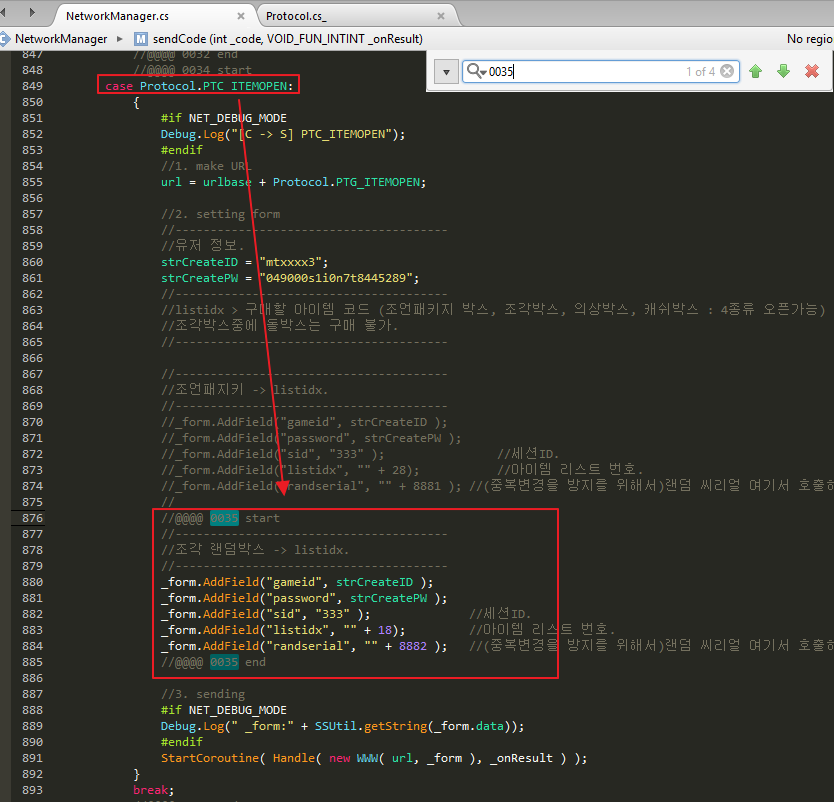 NetworkManager.cs × Protocol.cs_ ×
NetworkManager ▸ M sendCode (int _code, VOID_FUN_INTINT _onResult) No regio
0035 1 of 4
847 //@@@@ 0032 end
848 //@@@@ 0034 start
849 case Protocol.PTC_ITEMOPEN:
850 {
851 #if NET_DEBUG_MODE
852 Debug.Log("[C -> S] PTC_ITEMOPEN");
853 #endif
854 //1. make URL
855 url = urlbase + Protocol.PTG_ITEMOPEN;
856
857 //2. setting form
858 //---------------------------------------
859 //유저 정보.
860 strCreateID = "mtxxxx3";
861 strCreatePW = "049000s1i0n7t8445289";
862 //---------------------------------------
863 //listidx > 구매할 아이템 코드 (조언패키지 박스, 조각박스, 의상박스, 캐쉬박스 : 4종류 오픈가능)
864 //조각박스중에 돌박스는 구매 불가.
865 //---------------------------------------
866
867 //---------------------------------------
868 //조언패지키 -> listidx.
869 //---------------------------------------
870 //_form.AddField("gameid", strCreateID );
871 //_form.AddField("password", strCreatePW );
872 //_form.AddField("sid", "333" ); //세션ID.
873 //_form.AddField("listidx", "" + 28); //아이템 리스트 번호.
874 //_form.AddField("randserial", "" + 8881 ); //(중복변경을 방지를 위해서)랜덤 씨리얼 여기서 호출하
875 //
876 //@@@@ 0035 start
877 //---------------------------------------
878 //조각 랜덤박스 -> listidx.
879 //---------------------------------------
880 _form.AddField("gameid", strCreateID );
881 _form.AddField("password", strCreatePW );
882 _form.AddField("sid", "333" ); //세션ID.
883 _form.AddField("listidx", "" + 18); //아이템 리스트 번호.
884 _form.AddField("randserial", "" + 8882 ); //(중복변경을 방지를 위해서)랜덤 씨리얼 여기서 호출하
885 //@@@@ 0035 end
886
887 //3. sending
888 #if NET_DEBUG_MODE
889 Debug.Log(" _form:" + SSUtil.getString(_form.data));
890 #endif
891 StartCoroutine( Handle( new WWW( url, _form ), _onResult ) );
892 }
893 break;